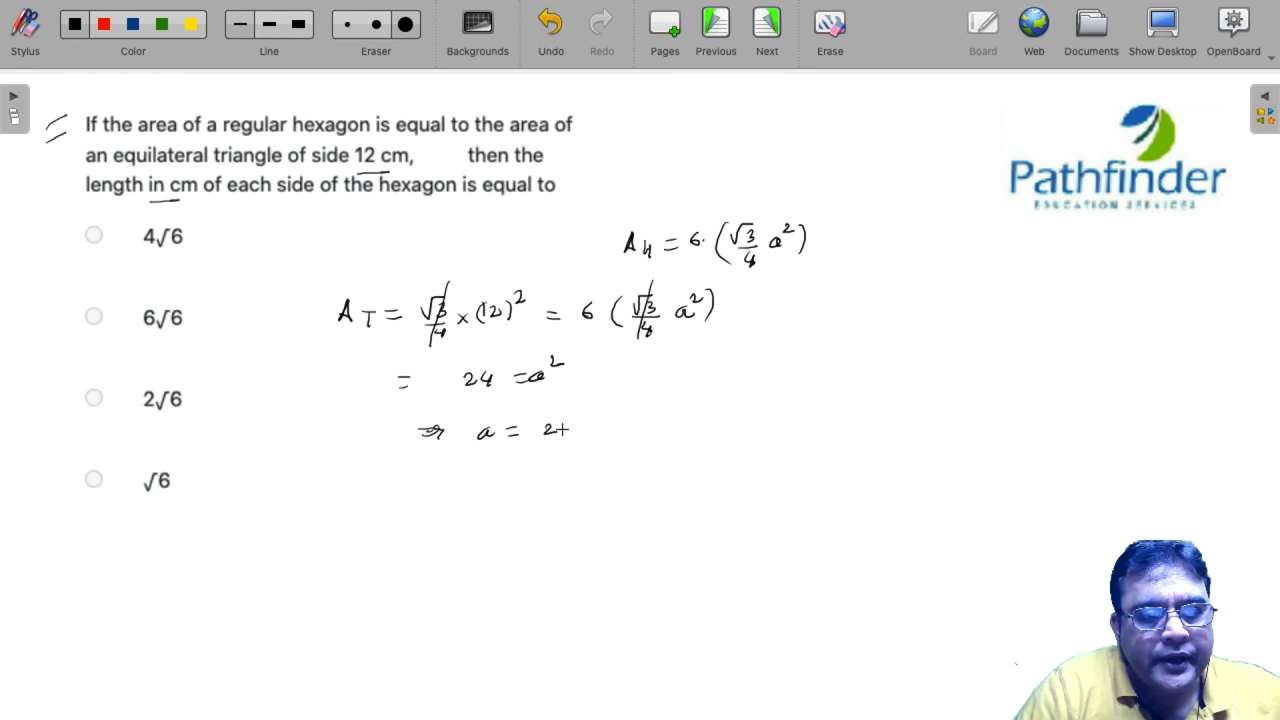 Stylus
Color
Line
Eraser
Backgrounds
Undo
Redo
Pages
Previous
Next
Erase
Board
Web
Documents
Show Desktop
OpenBoard
If the area of a regular hexagon is equal to the area of
an equilateral triangle of side 12 cm, then the
length in cm of each side of the hexagon is equal to
Pathfinder
EDUCATION SERVICES
4√6
6√6
2√6
√6
A_H = 6·(√3/4 a²)
A_T = √3/4 × (12)² = 6 (√3/4 a²)
= 24 = a²
⇒ a = 2